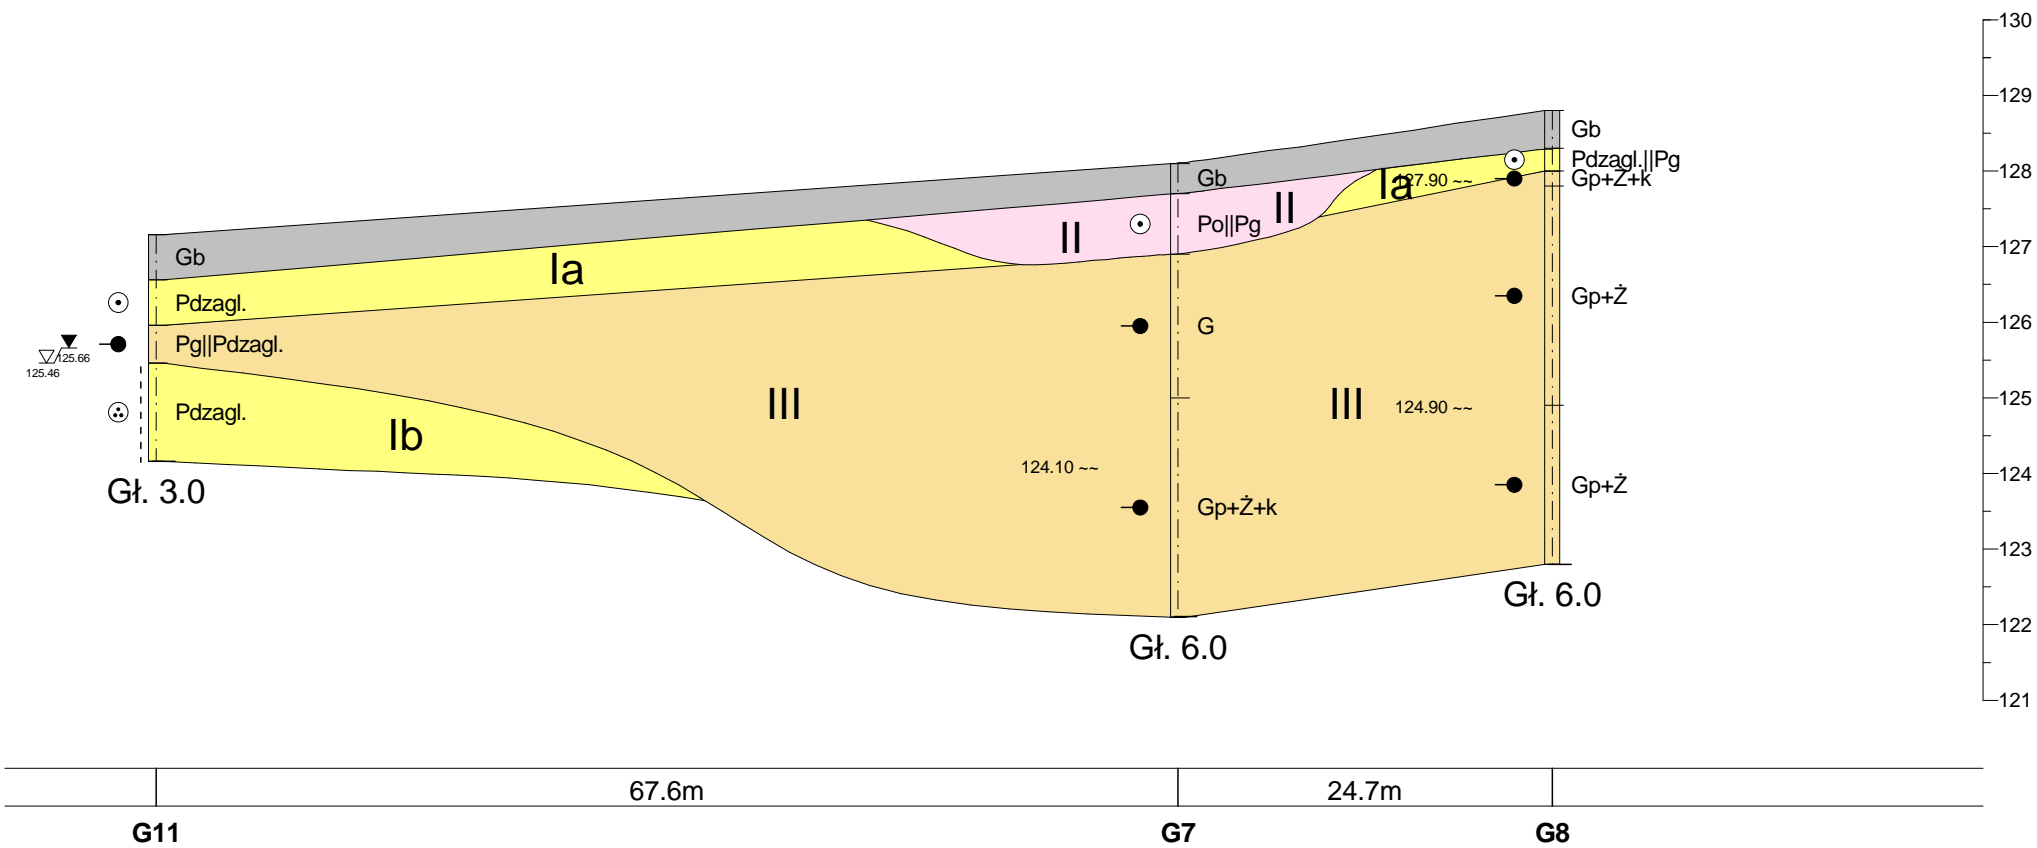 130
129
Gb
Pdzagl.||Pg
128
Gb
Ia
127.90 ~~
Gp+Ż+k
II
Po||Pg
II
127
Gb
Ia
Pdzagl.
Gp+Ż
126
G
Pg||Pdzagl.
125.66
125.46
125
III
III
124.90 ~~
Pdzagl.
Ib
124
124.10 ~~
Gł. 3.0
Gp+Ż
Gp+Ż+k
123
Gł. 6.0
122
Gł. 6.0
121
67.6m
24.7m
G11
G7
G8